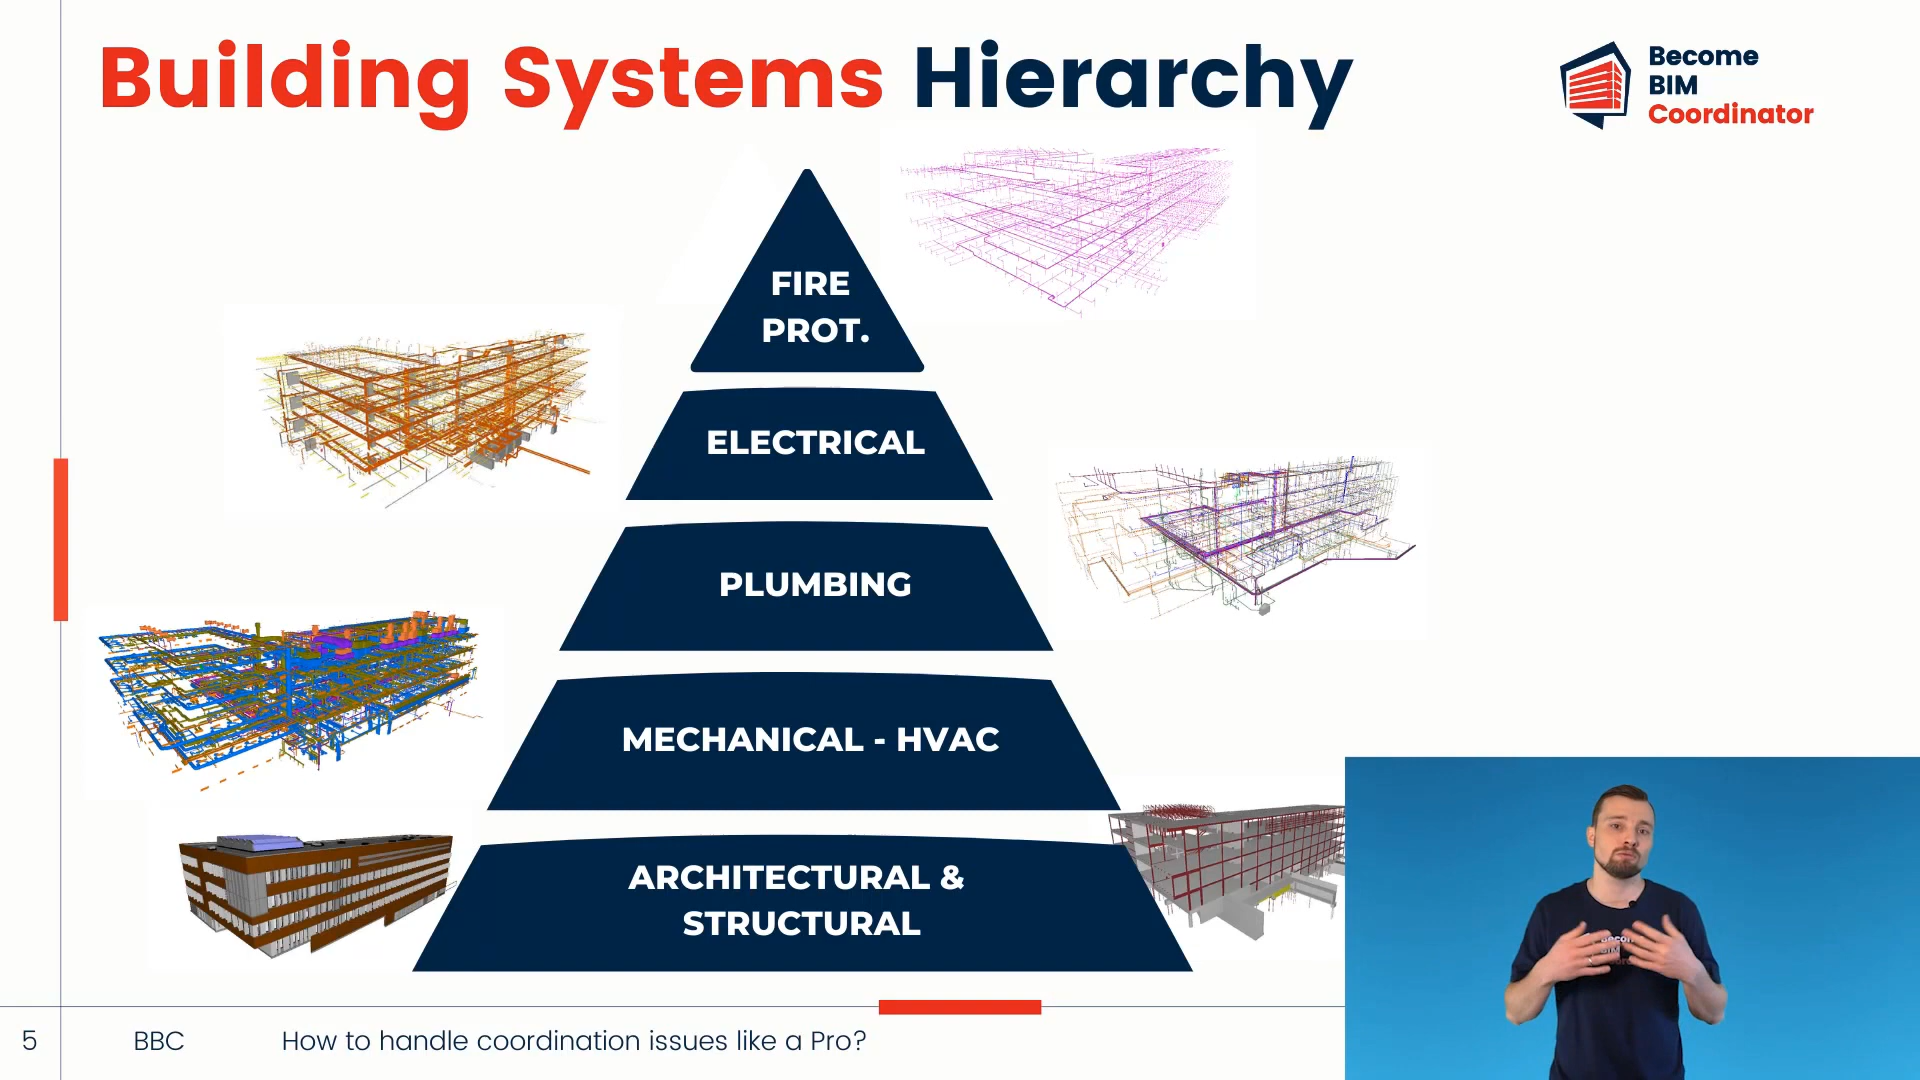 Building Systems Hierarchy
Become
BIM
Coordinator
FIRE
PROT.
ELECTRICAL
PLUMBING
MECHANICAL - HVAC
ARCHITECTURAL &
STRUCTURAL
5
BBC
How to handle coordination issues like a Pro?